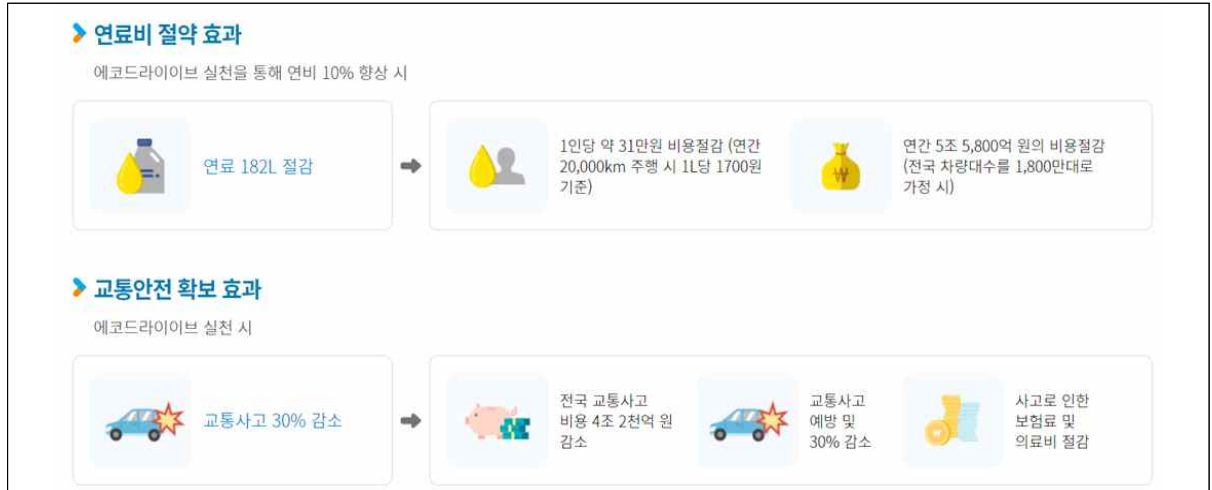 연료비 절약 효과
에코드라이이브 실천을 통해 연비 10% 향상 시
연료 182L 절감
1인당 약 31만원 비용절감 (연간
20,000km 주행 시 1L당 1700원
기준)
연간 5조 5,800억 원의 비용절감
(전국 차량대수를 1,800만대로
가정 시)
교통안전 확보 효과
에코드라이이브 실천 시
교통사고 30% 감소
전국 교통사고
비용 4조 2천억 원
감소
교통사고
예방 및
30% 감소
사고로 인한
보험료 및
의료비 절감